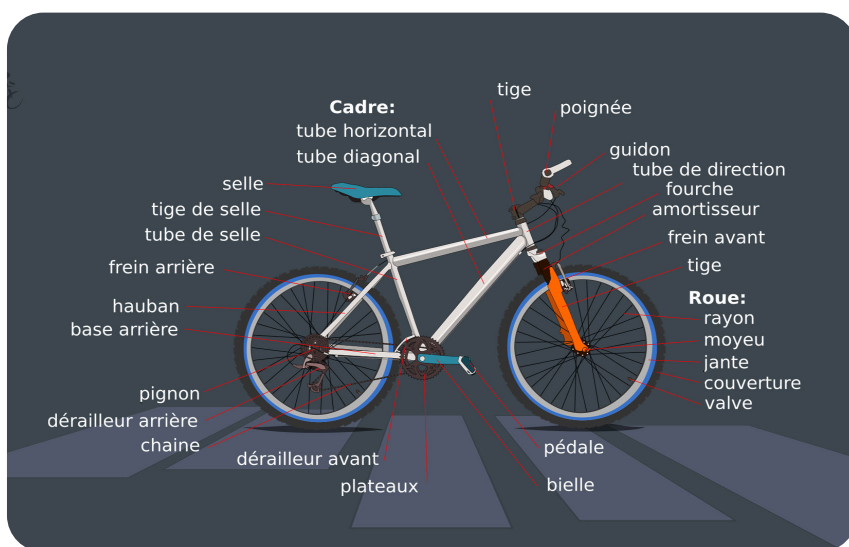 tige
Cadre:
poignée
tube horizontal
guidon
tube diagonal
tube de direction
selle
fourche
tige de selle
amortisseur
tube de selle
frein avant
frein arrière
tige
Roue:
hauban
rayon
base arrière
moyeu
jante
couverture
pignon
valve
dérailleur arrière
chaine
pédale
dérailleur avant
plateaux
bielle